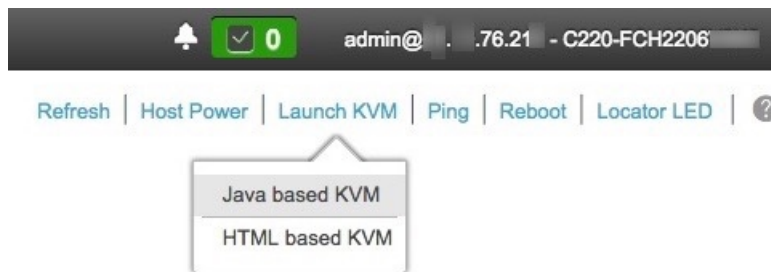 0 admin@ . .76.21 - C220-FCH2206
Refresh | Host Power | Launch KVM | Ping | Reboot | Locator LED | ?
Java based KVM
HTML based KVM